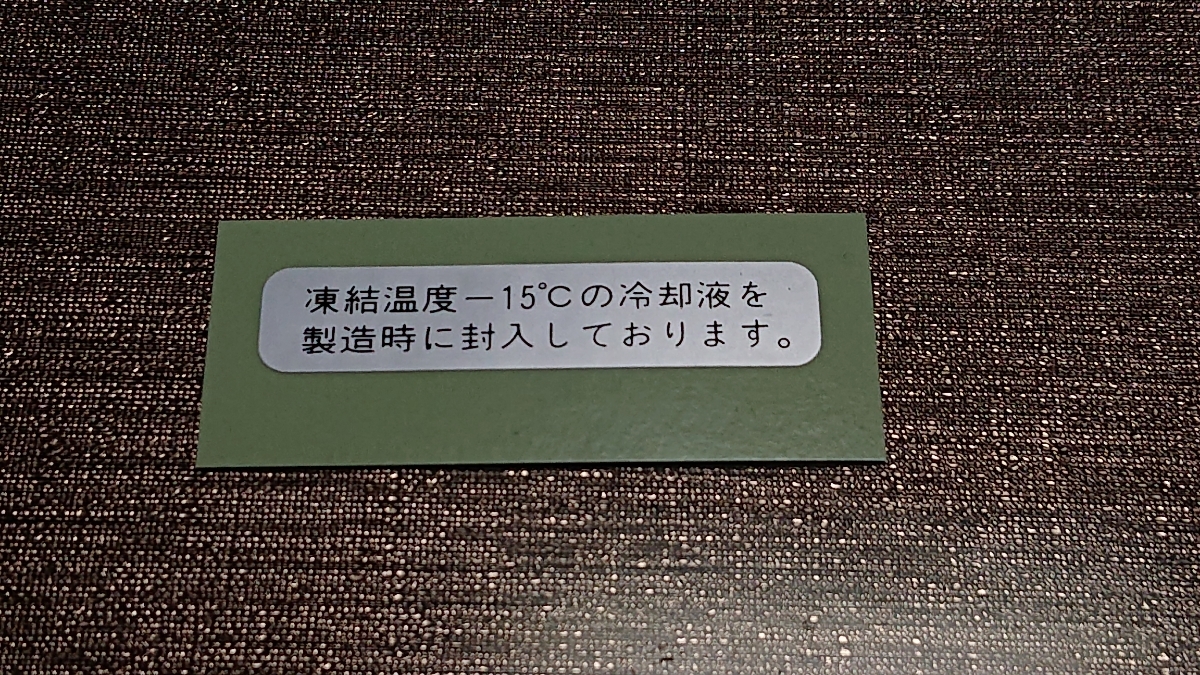 凍結温度−15℃の冷却液を
製造時に封入しております。